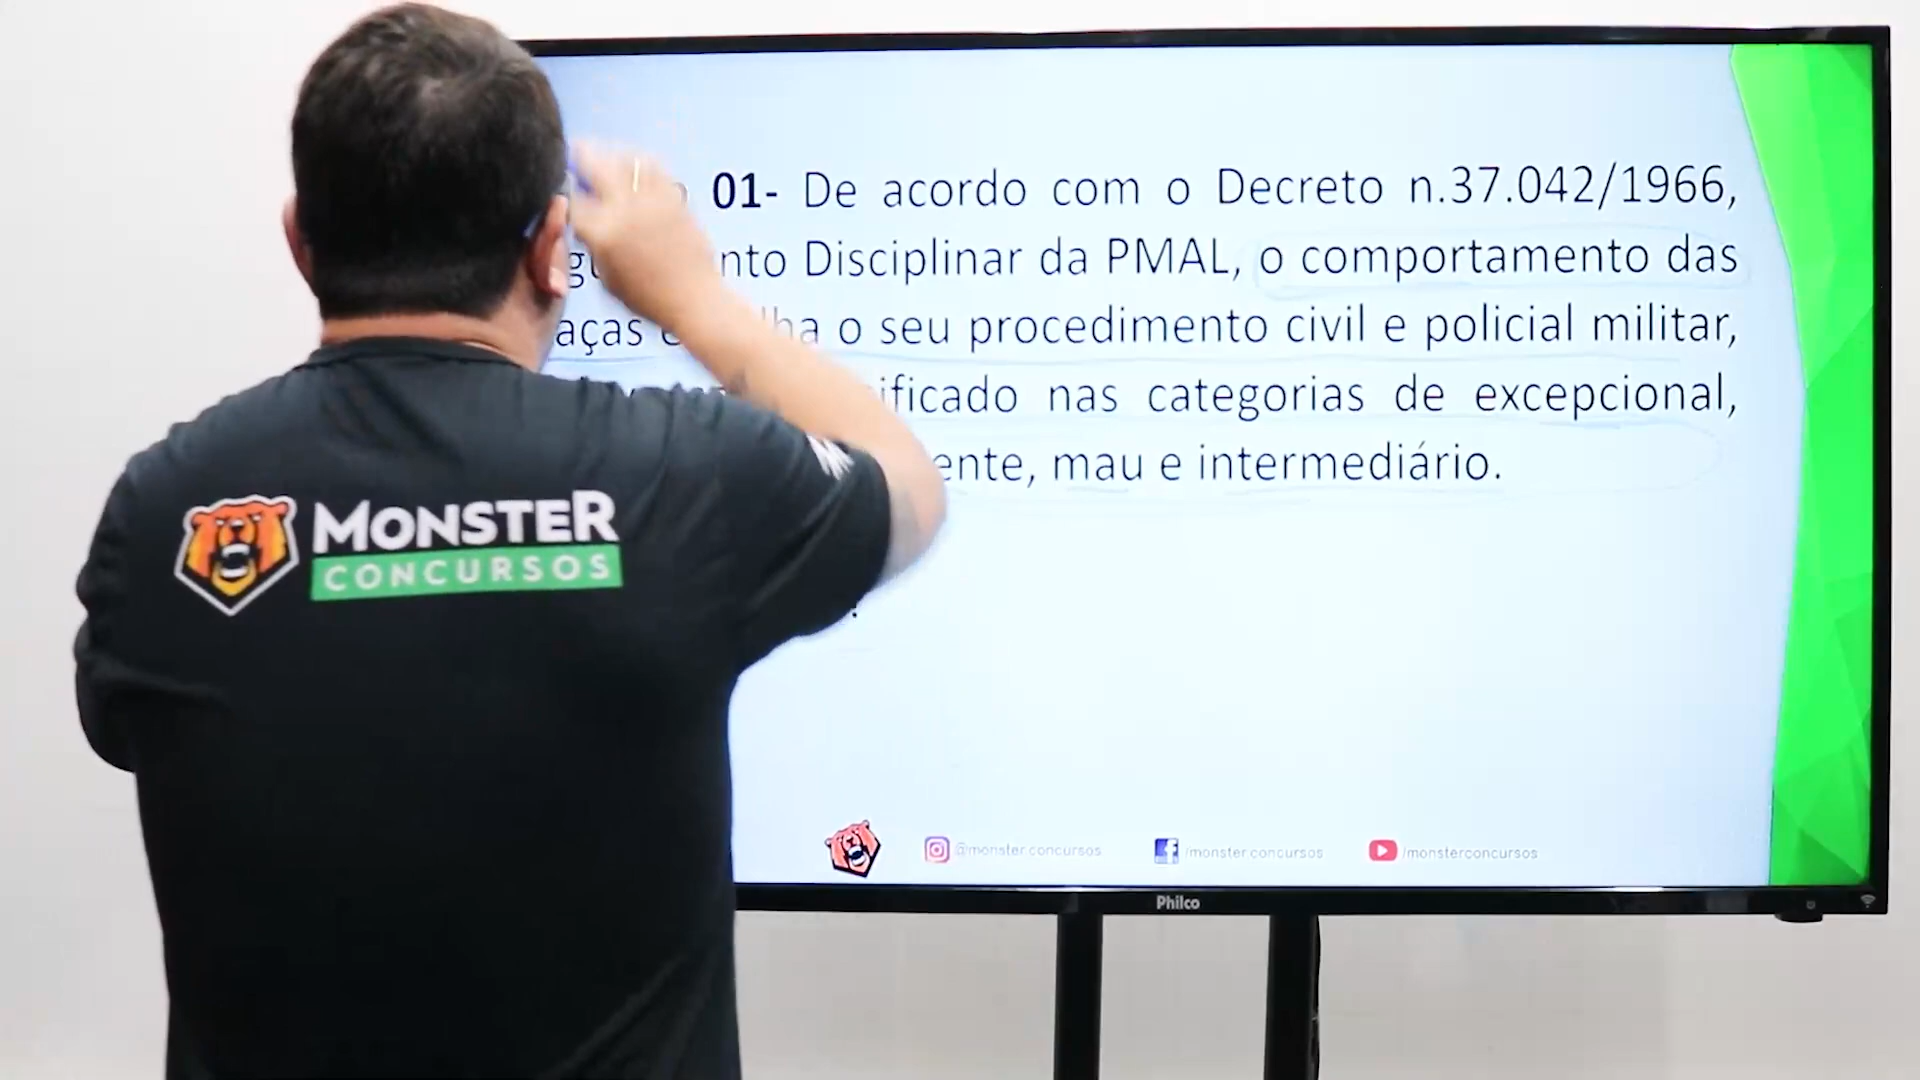 01- De acordo com o Decreto n.37.042/1966,
nto Disciplinar da PMAL, o comportamento das
aças o seu procedimento civil e policial militar,
ificado nas categorias de excepcional,
ente, mau e intermediário.
MONSTER
CONCURSOS
@monster.concursos
/monster.concursos
/monsterconcursos
Philco